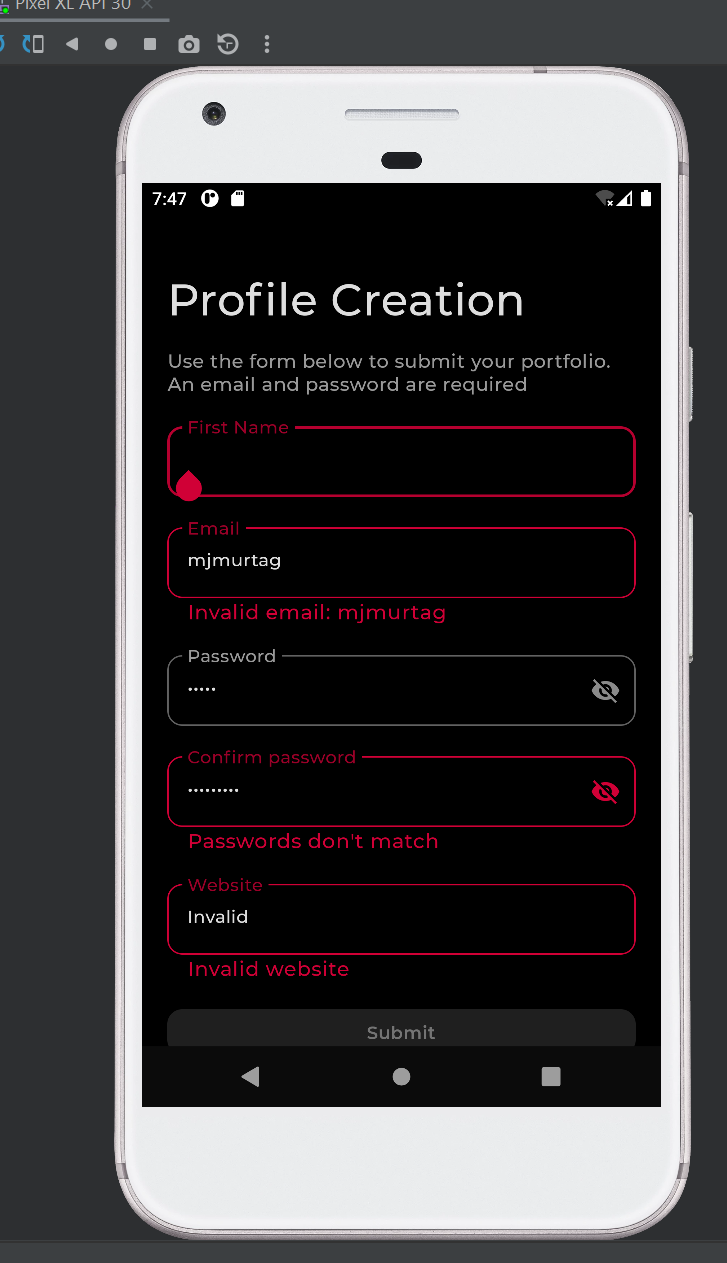 Pixel XL API 30
7:47
Profile Creation
Use the form below to submit your portfolio.
An email and password are required
First Name
Email
mjmurtag
Invalid email: mjmurtag
Password
•••••
Confirm password
•••••••••
Passwords don't match
Website
Invalid
Invalid website
Submit